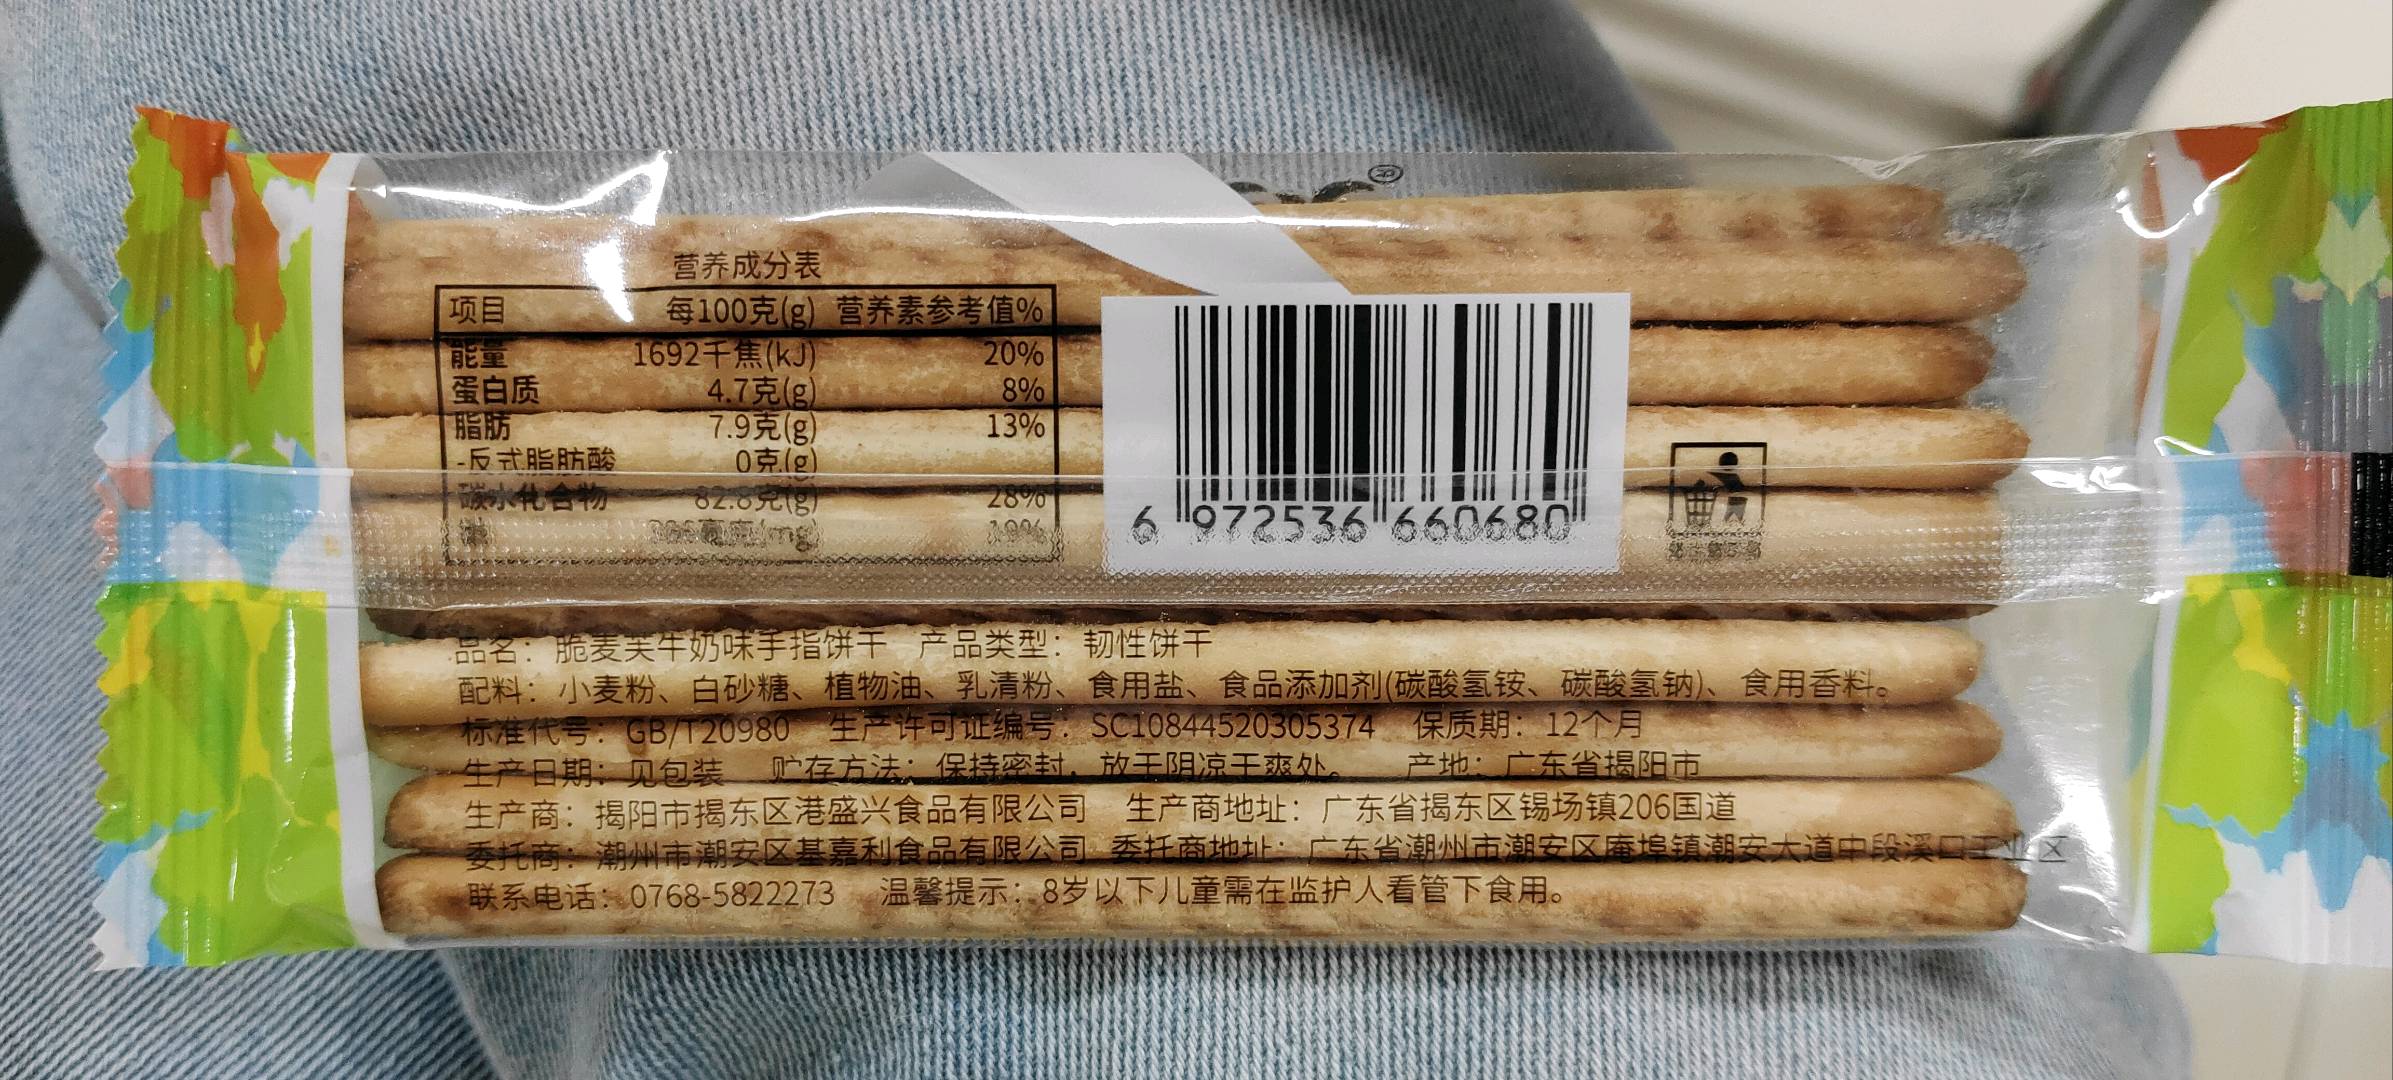 ®
营养成分表
项目 每100克(g) 营养素参考值%
能量 1692千焦(kJ) 20%
蛋白质 4.7克(g) 8%
脂肪 7.9克(g) 13%
-反式脂肪酸 0克(g)
碳水化合物 82.8克(g) 28%
钠 毫克(mg) 19%
6 972536 660680
品名：脆麦芙牛奶味手指饼干 产品类型：韧性饼干
配料：小麦粉、白砂糖、植物油、乳清粉、食用盐、食品添加剂(碳酸氢铵、碳酸氢钠)、食用香料。
标准代号：GB/T20980 生产许可证编号：SC10844520305374 保质期：12个月
生产日期：见包装 贮存方法：保持密封，放于阴凉干爽处。 产地：广东省揭阳市
生产商：揭阳市揭东区港盛兴食品有限公司 生产商地址：广东省揭东区锡场镇206国道
委托商：潮州市潮安区基嘉利食品有限公司 委托商地址：广东省潮州市潮安区庵埠镇潮安大道中段溪口工业区
联系电话：0768-5822273 温馨提示：8岁以下儿童需在监护人看管下食用。